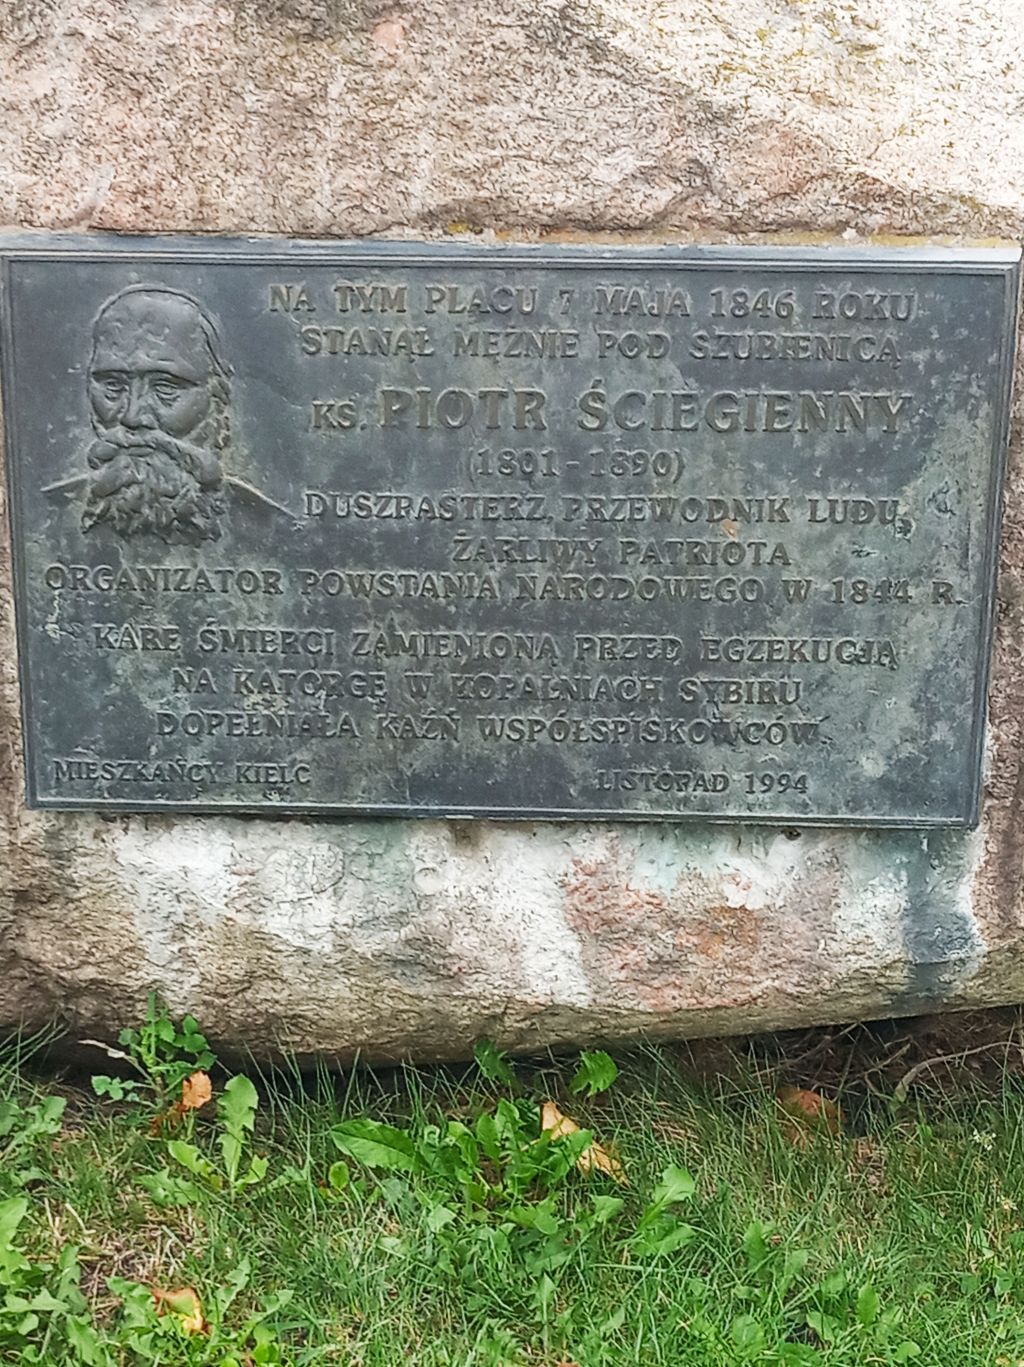 NA TYM PLACU 7 MAJA 1846 ROKU
STANĄŁ MĘŻNIE POD SZUBIENICĄ
KS. PIOTR ŚCIEGIENNY
(1801 - 1890)
DUSZPASTERZ, PRZEWODNIK LUDU,
ŻARLIWY PATRIOTA
ORGANIZATOR POWSTANIA NARODOWEGO W 1844 R.
KARĘ ŚMIERCI ZAMIENIONĄ PRZED EGZEKUCJĄ
NA KATORGĘ W KOPALNIACH SYBIRU
DOPEŁNIAŁA KAŹŃ WSPÓŁSPISKOWCÓW.
MIESZKAŃCY KIELC LISTOPAD 1994